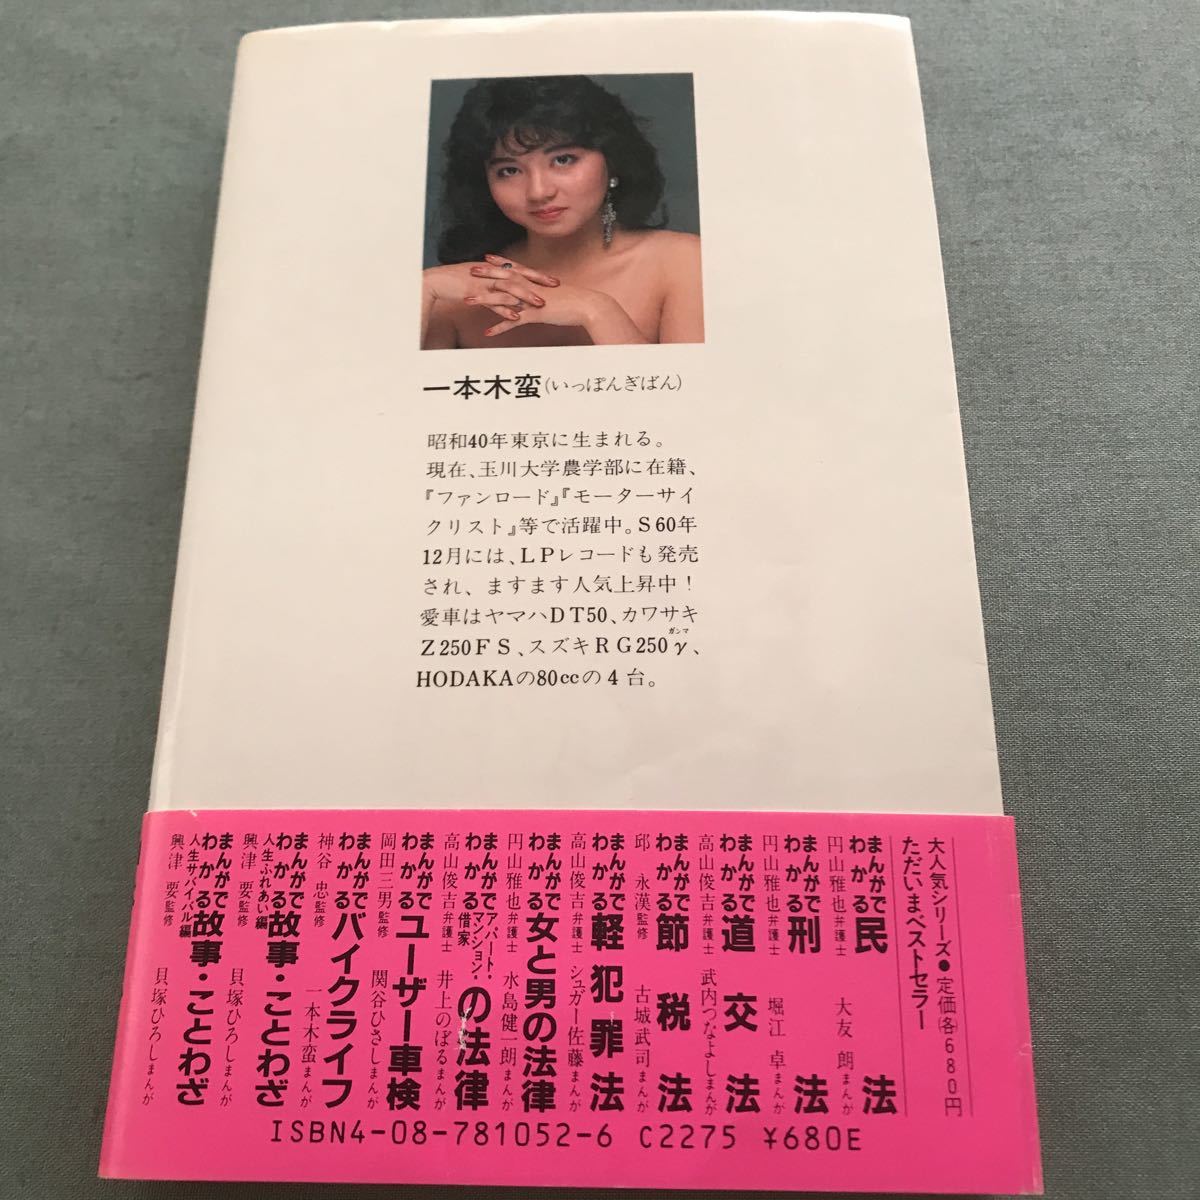 一本木蛮(いっぽんぎばん)
昭和40年東京に生まれる。
現在、玉川大学農学部に在籍、
『ファンロード』『モーターサイ
クリスト』等で活躍中。S60年
12月には、LPレコードも発売
され、ますます人気上昇中!
愛車はヤマハDT50、カワサキ
Z250FS、スズキRG250γ、
ガンマ
HODAKAの80ccの4台。
大人気シリーズ●定価(各)680円
ただいまベストセラー
まんがでわかる民法
円山雅也弁護士 大友 朗まんが
まんがでわかる刑法
円山雅也弁護士 堀江 卓まんが
まんがでわかる道交法
高山俊吉弁護士 武内つなよしまんが
まんがでわかる節税法
邱 永漢監修 古城武司まんが
まんがでわかる軽犯罪法
高山俊吉弁護士 シュガー佐藤まんが
まんがでわかる女と男の法律
円山雅也弁護士 水島健一朗まんが
まんがでわかるアパート・マンション・借家の法律
高山俊吉弁護士 井上のぼるまんが
まんがでわかるユーザー車検
岡田三男監修 関谷ひさしまんが
まんがでわかるバイクライフ
神谷 忠監修 一本木蛮まんが
まんがでわかる故事・ことわざ
人生ふれあい編
興津 要監修 貝塚ひろしまんが
まんがでわかる故事・ことわざ
人生サバイバル編
興津 要監修 貝塚ひろしまんが
ISBN4-08-781052-6 C2275 ¥680E